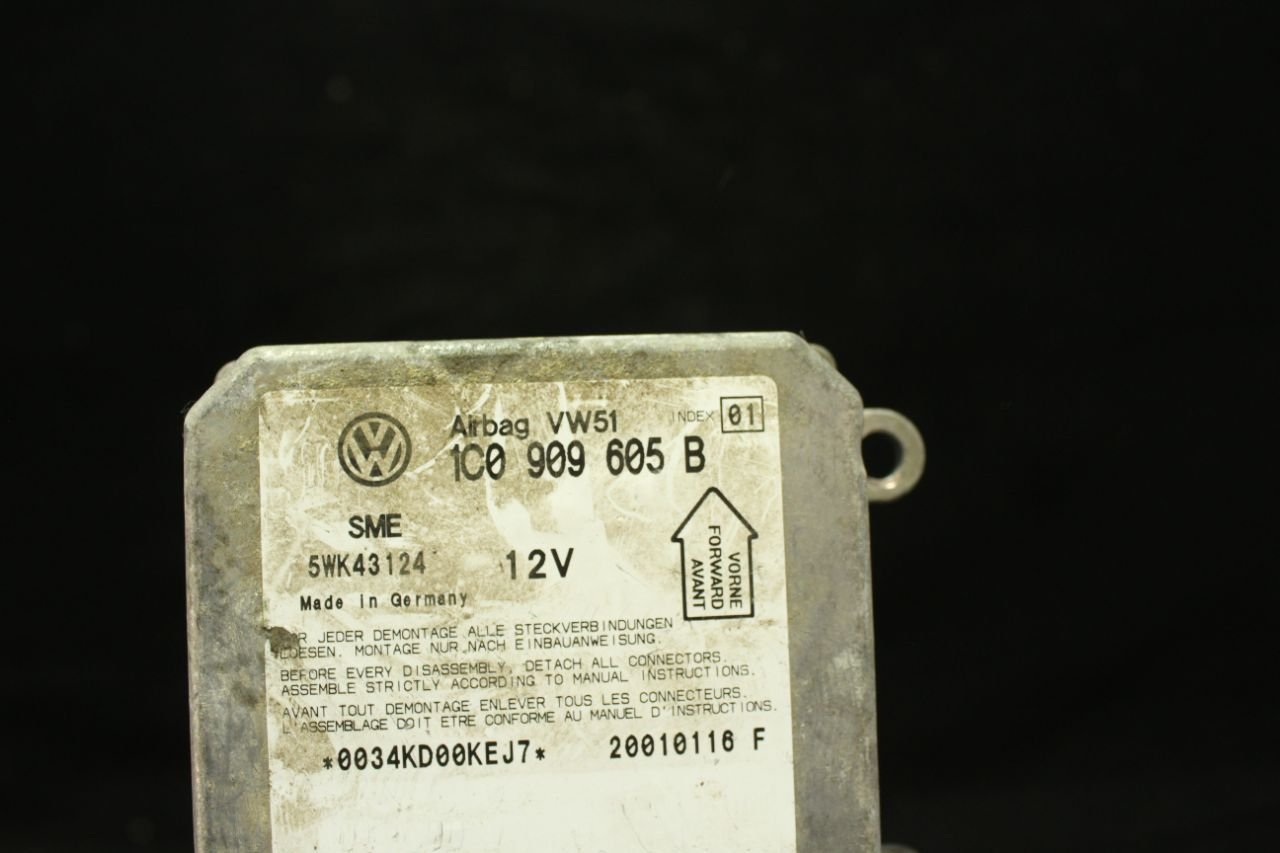 Airbag VW51 INDEX 01
1C0 909 605 B
SME
5WK43124 12V
Made in Germany
VORNE
FORWARD
AVANT
JEDER DEMONTAGE ALLE STECKVERBINDUNGEN
MONTAGE NUR NACH EINBAUANWEISUNG.
BEFORE EVERY DISASSEMBLY, DETACH ALL CONNECTORS.
ASSEMBLE STRICTLY ACCORDING TO MANUAL INSTRUCTIONS.
AVANT TOUT DEMONTAGE ENLEVER TOUS LES CONNECTEURS.
L'ASSEMBLAGE DOIT ETRE CONFORME AU MANUEL D'INSTRUCTIONS.
*0034KD00KEJ7* 20010116 F